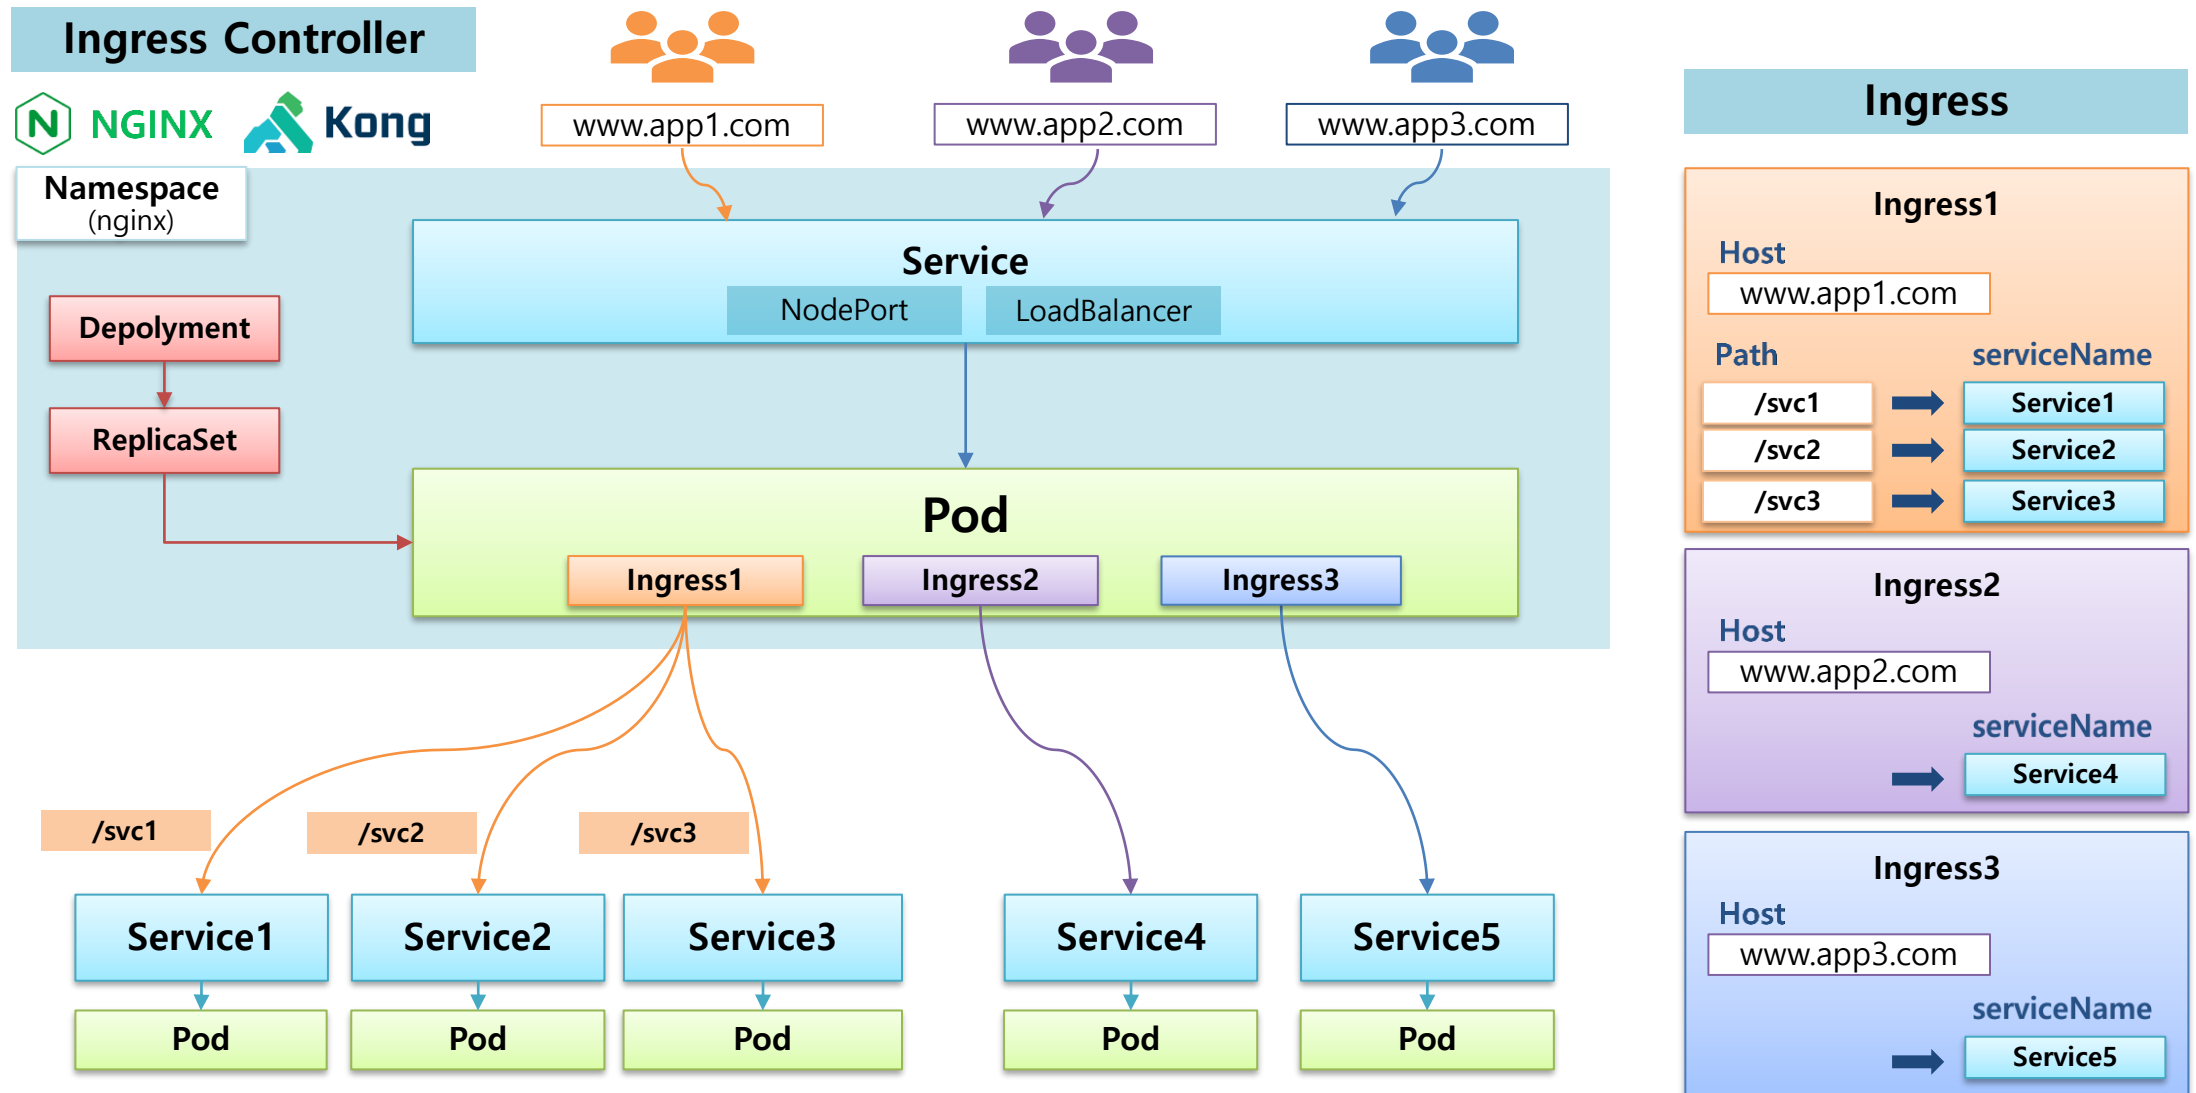 Ingress Controller
NGINX
Kong
www.app1.com
www.app2.com
www.app3.com
Namespace
(nginx)
Service
NodePort
LoadBalancer
Depolyment
ReplicaSet
Pod
Ingress1
Ingress2
Ingress3
/svc1
/svc2
/svc3
Service1
Service2
Service3
Service4
Service5
Pod
Pod
Pod
Pod
Pod
Ingress
Ingress1
Host
www.app1.com
Path
serviceName
/svc1
Service1
/svc2
Service2
/svc3
Service3
Ingress2
Host
www.app2.com
serviceName
Service4
Ingress3
Host
www.app3.com
serviceName
Service5